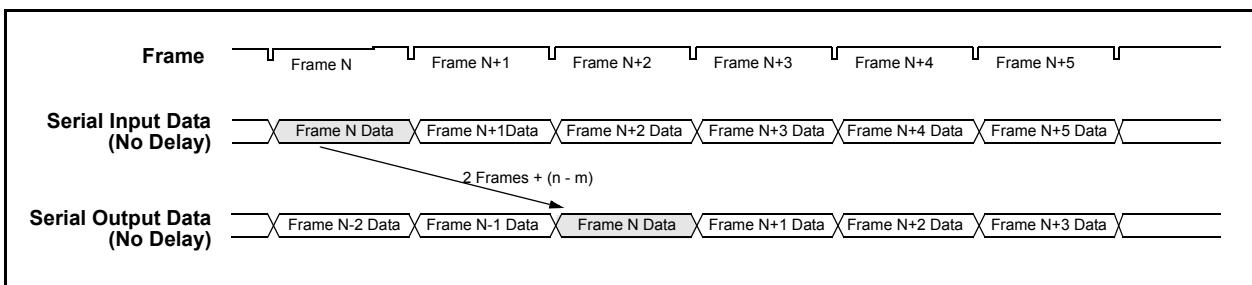 Frame
Frame N
Frame N+1
Frame N+2
Frame N+3
Frame N+4
Frame N+5
Serial Input Data
(No Delay)
Frame N Data
Frame N+1Data
Frame N+2 Data
Frame N+3 Data
Frame N+4 Data
Frame N+5 Data
2 Frames + (n - m)
Serial Output Data
(No Delay)
Frame N-2 Data
Frame N-1 Data
Frame N Data
Frame N+1 Data
Frame N+2 Data
Frame N+3 Data